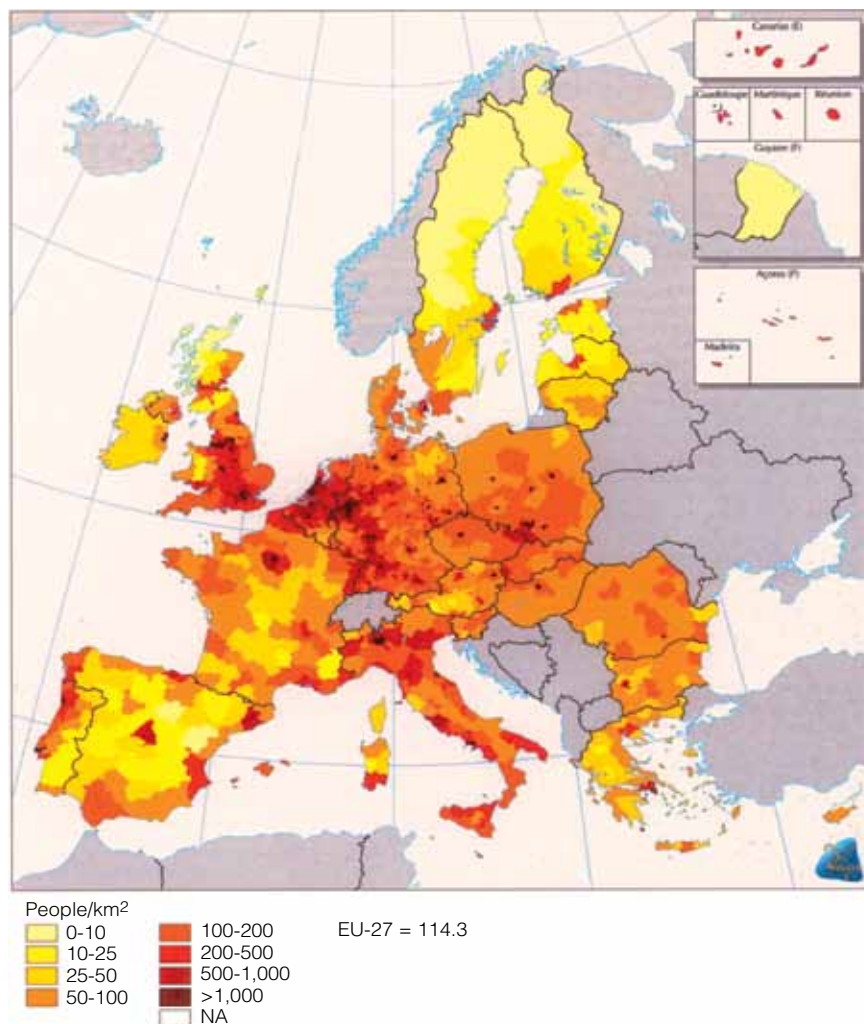 Canarias (E)
Guadeloupe
Martinique
Réunion
Guyane (F)
Açores (P)
Madeira
People/km²
0-10
10-25
25-50
50-100
100-200
200-500
500-1,000
>1,000
NA
EU-27 = 114.3